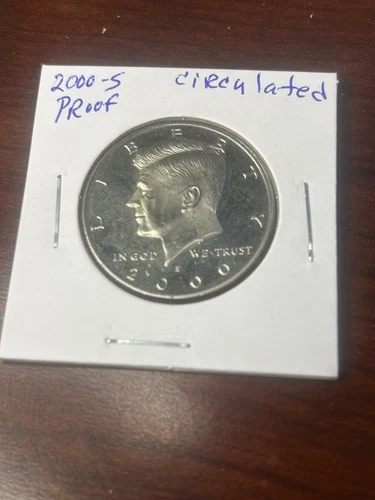 2000-S circulated
PRoof
LIBERTY
IN GOD WE TRUST
S
2000